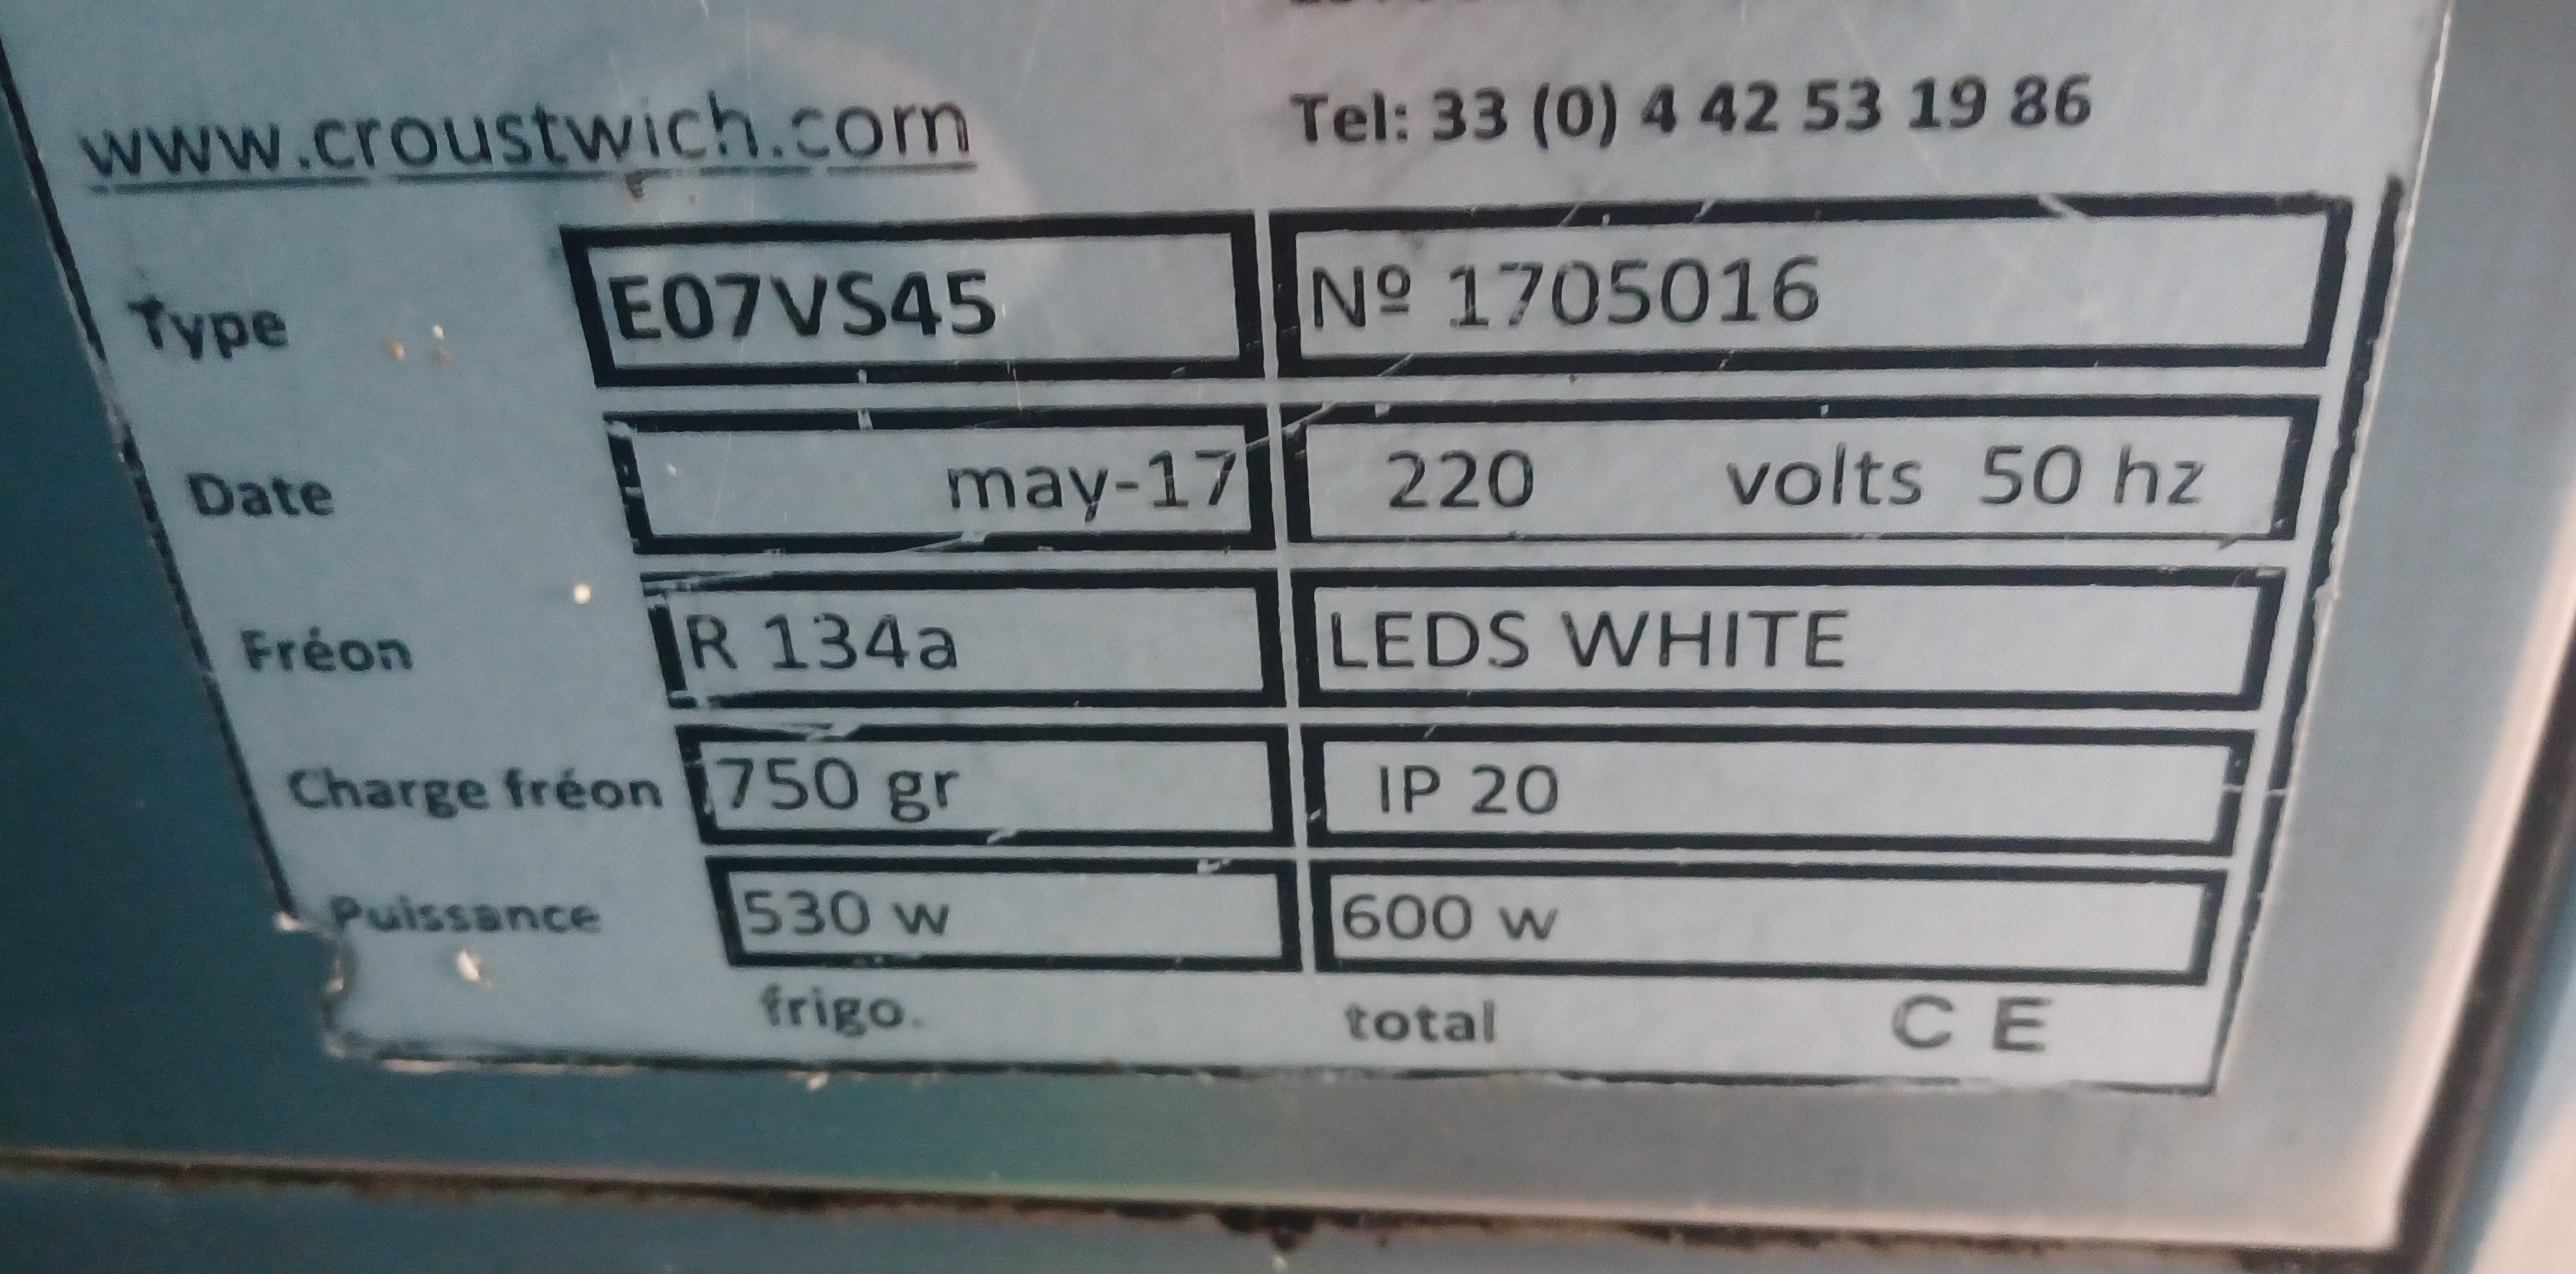 www.croustwich.com
Tel: 33 (0) 4 42 53 19 86
Type E07VS45 Nº 1705016
Date may-17 220 volts 50 hz
Fréon R 134a LEDS WHITE
Charge fréon 750 gr IP 20
Puissance 530 w 600 w
frigo. total CE